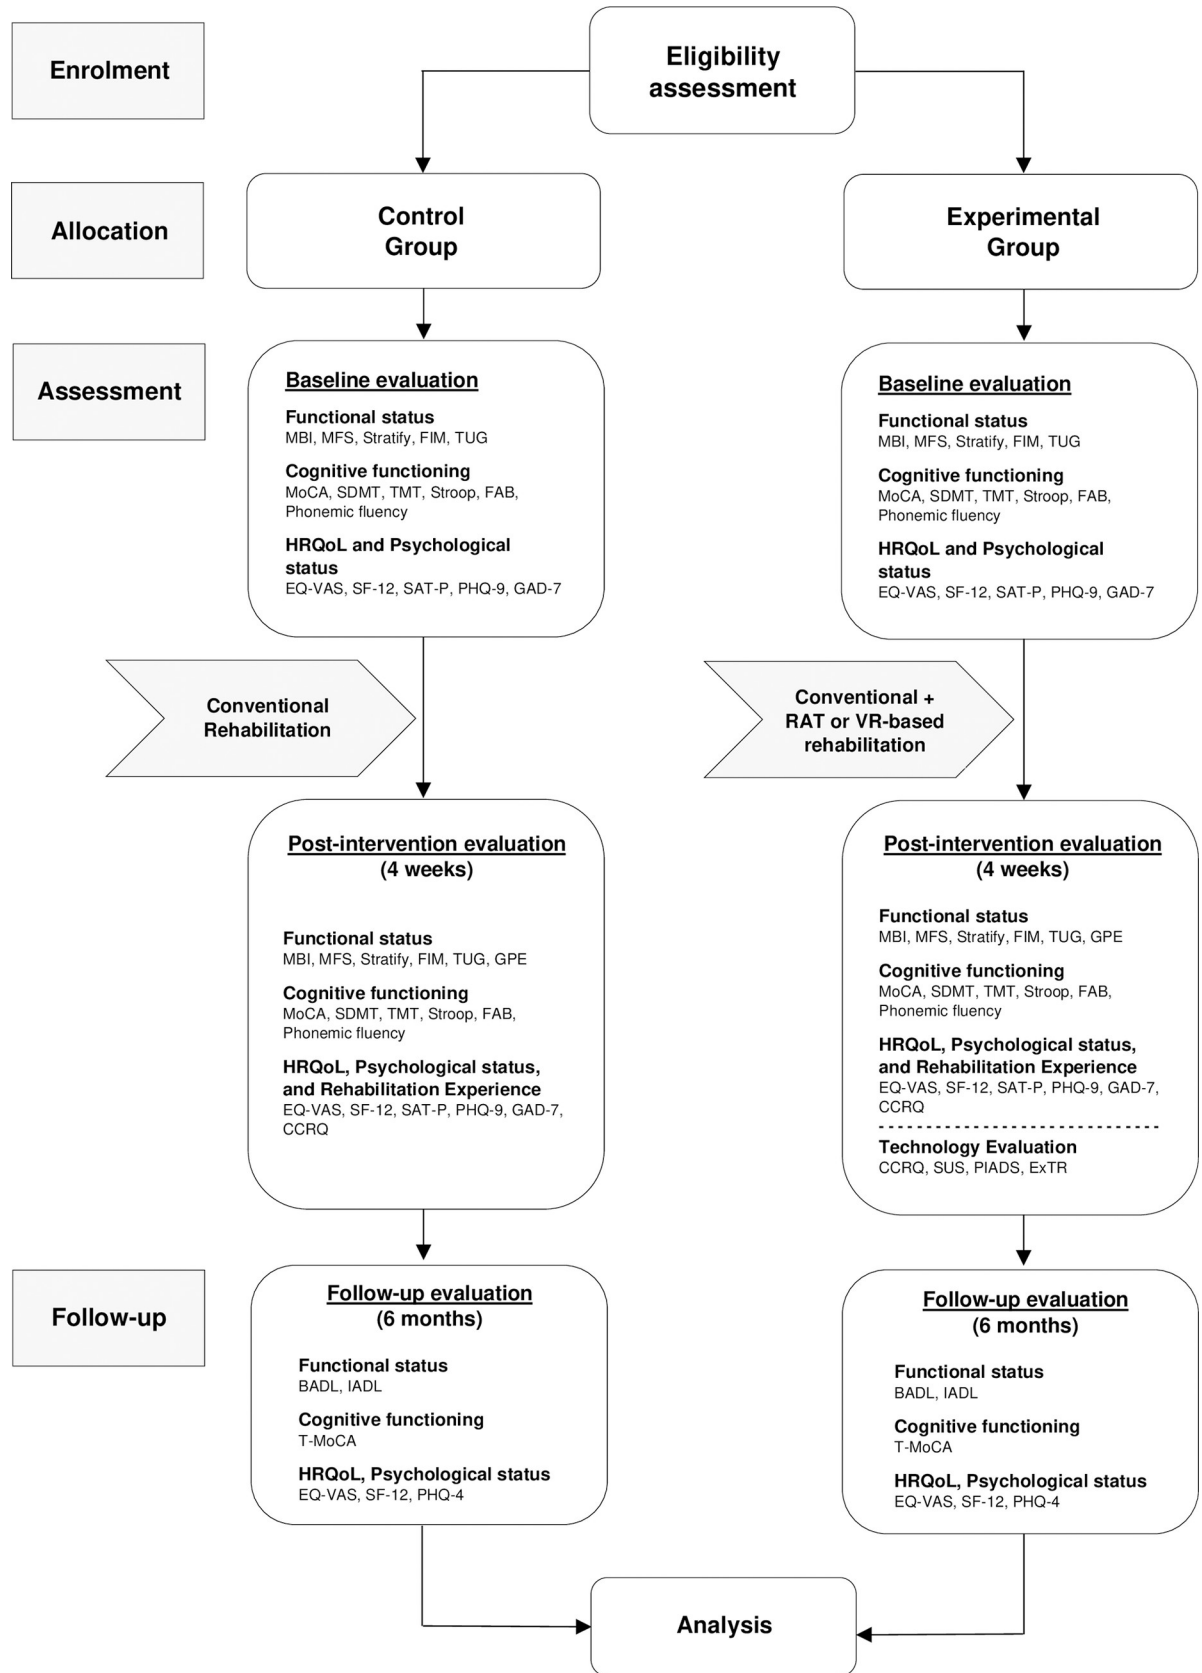 Enrolment
Eligibility
assessment
Allocation
Control
Group
Experimental
Group
Assessment
Baseline evaluation
Functional status
MBI, MFS, Stratify, FIM, TUG
Cognitive functioning
MoCA, SDMT, TMT, Stroop, FAB,
Phonemic fluency
HRQoL and Psychological
status
EQ-VAS, SF-12, SAT-P, PHQ-9, GAD-7
Baseline evaluation
Functional status
MBI, MFS, Stratify, FIM, TUG
Cognitive functioning
MoCA, SDMT, TMT, Stroop, FAB,
Phonemic fluency
HRQoL and Psychological
status
EQ-VAS, SF-12, SAT-P, PHQ-9, GAD-7
Conventional
Rehabilitation
Conventional +
RAT or VR-based
rehabilitation
Post-intervention evaluation
(4 weeks)
Functional status
MBI, MFS, Stratify, FIM, TUG, GPE
Cognitive functioning
MoCA, SDMT, TMT, Stroop, FAB,
Phonemic fluency
HRQoL, Psychological status,
and Rehabilitation Experience
EQ-VAS, SF-12, SAT-P, PHQ-9, GAD-7,
CCRQ
Post-intervention evaluation
(4 weeks)
Functional status
MBI, MFS, Stratify, FIM, TUG, GPE
Cognitive functioning
MoCA, SDMT, TMT, Stroop, FAB,
Phonemic fluency
HRQoL, Psychological status,
and Rehabilitation Experience
EQ-VAS, SF-12, SAT-P, PHQ-9, GAD-7,
CCRQ
Technology Evaluation
CCRQ, SUS, PIADS, ExTR
Follow-up
Follow-up evaluation
(6 months)
Functional status
BADL, IADL
Cognitive functioning
T-MoCA
HRQoL, Psychological status
EQ-VAS, SF-12, PHQ-4
Follow-up evaluation
(6 months)
Functional status
BADL, IADL
Cognitive functioning
T-MoCA
HRQoL, Psychological status
EQ-VAS, SF-12, PHQ-4
Analysis